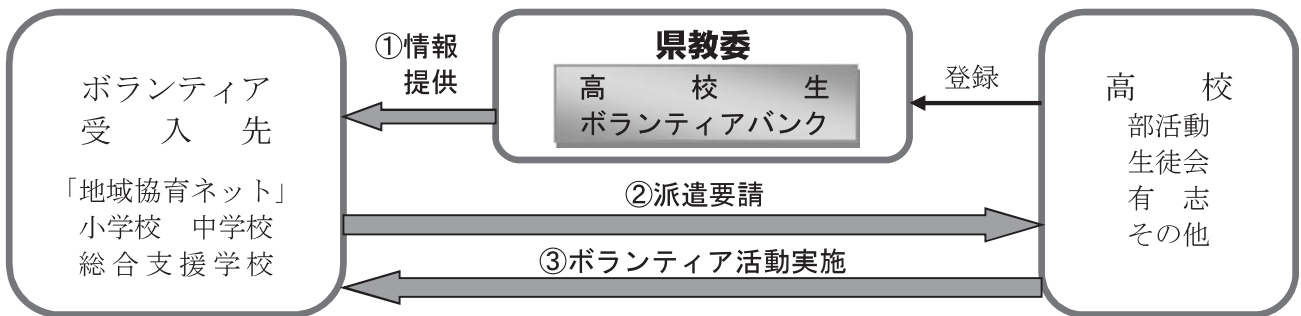 ボランティア
受入先
「地域協育ネット」
小学校 中学校
総合支援学校
①情報
提供
県教委
高校生
ボランティアバンク
登録
高校
部活動
生徒会
有志
その他
②派遣要請
③ボランティア活動実施